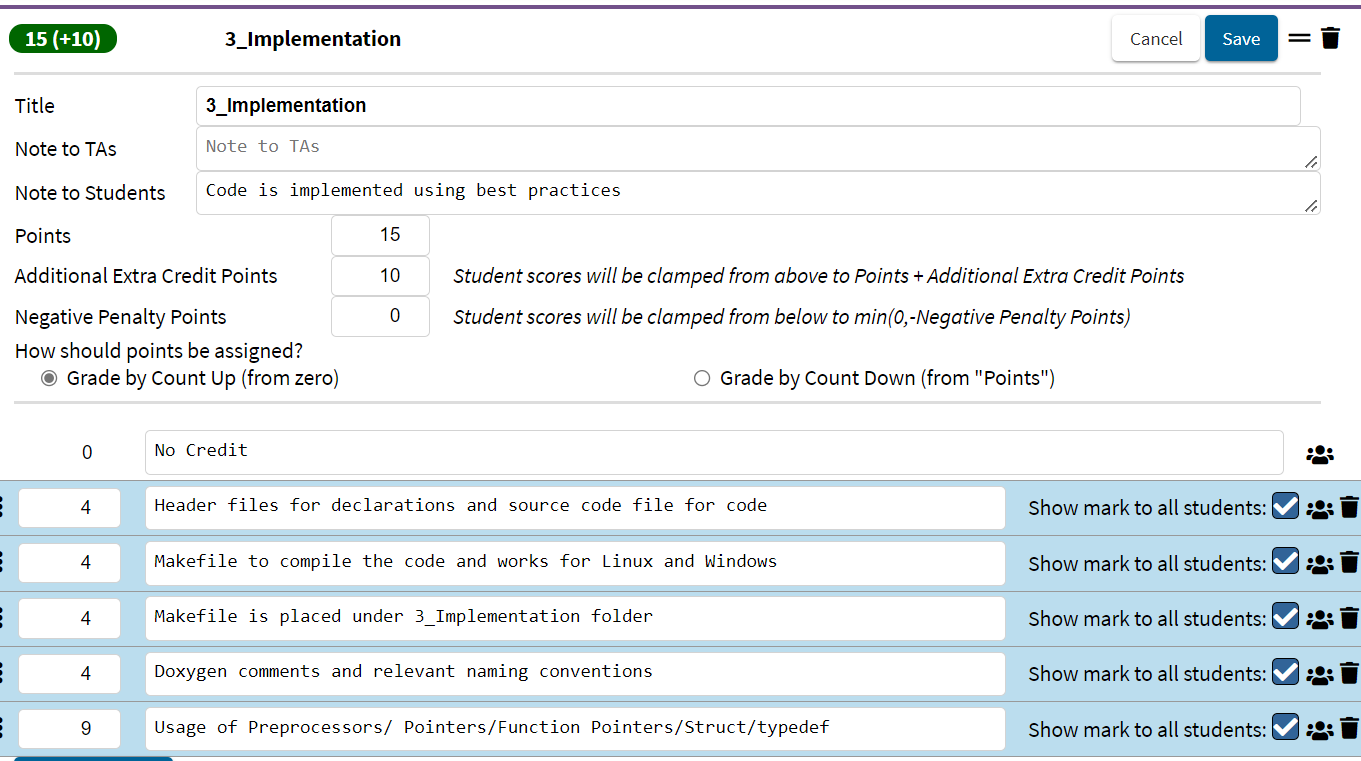 15 (+10) 3_Implementation Cancel Save
Title 3_Implementation
Note to TAs Note to TAs
Note to Students Code is implemented using best practices
Points 15
Additional Extra Credit Points 10 Student scores will be clamped from above to Points + Additional Extra Credit Points
Negative Penalty Points 0 Student scores will be clamped from below to min(0,-Negative Penalty Points)
How should points be assigned?
Grade by Count Up (from zero) Grade by Count Down (from "Points")
0 No Credit
4 Header files for declarations and source code file for code Show mark to all students:
4 Makefile to compile the code and works for Linux and Windows Show mark to all students:
4 Makefile is placed under 3_Implementation folder Show mark to all students:
4 Doxygen comments and relevant naming conventions Show mark to all students:
9 Usage of Preprocessors/ Pointers/Function Pointers/Struct/typedef Show mark to all students: